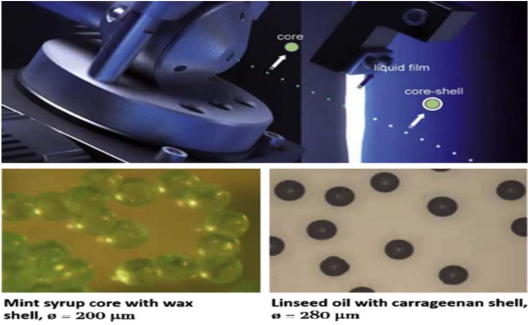 core
liquid film
core-shell
Mint syrup core with wax
shell, ø = 200 µm
Linseed oil with carrageenan shell,
ø = 280 µm